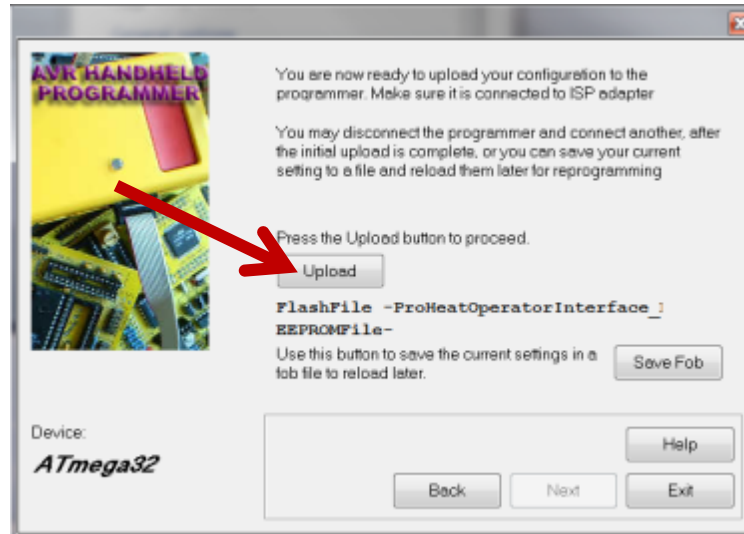 AVR HANDHELD
PROGRAMMER
You are now ready to upload your configuration to the
programmer. Make sure it is connected to ISP adapter
You may disconnect the programmer and connect another, after
the initial upload is complete, or you can save your current
setting to a file and reload them later for reprogramming
Press the Upload button to proceed.
Upload
FlashFile -ProHeatOperatorInterface_
EEPROMFile-
Use this button to save the current settings in a
fob file to reload later.
Save Fob
Device:
ATmega32
Help
Back
Next
Exit